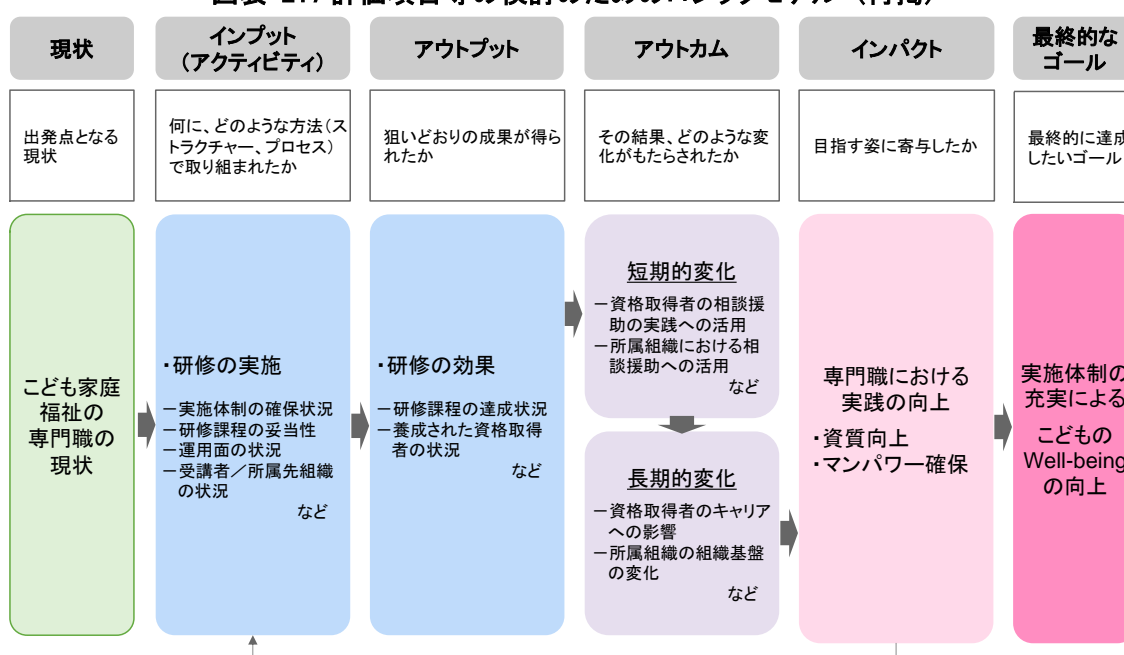 現状
インプット
(アクティビティ)
アウトプット
アウトカム
インパクト
最終的な
ゴール
出発点となる
現状
何に、どのような方法(ス
トラクチャー、プロセス)
で取り組まれたか
狙いどおりの成果が得ら
れたか
その結果、どのような変
化がもたらされたか
目指す姿に寄与したか
最終的に達成
したいゴール
こども家庭
福祉の
専門職の
現状
・研修の実施
－実施体制の確保状況
－研修課程の妥当性
－運用面の状況
－受講者／所属先組織
の状況
など
・研修の効果
－研修課程の達成状況
－養成された資格取得
者の状況
など
短期的変化
－資格取得者の相談援
助の実践への活用
－所属組織における相
談援助への活用
など
長期的変化
－資格取得者のキャリア
への影響
－所属組織の組織基盤
の変化
など
専門職における
実践の向上
・資質向上
・マンパワー確保
実施体制の
充実による
こどもの
Well-being
の向上